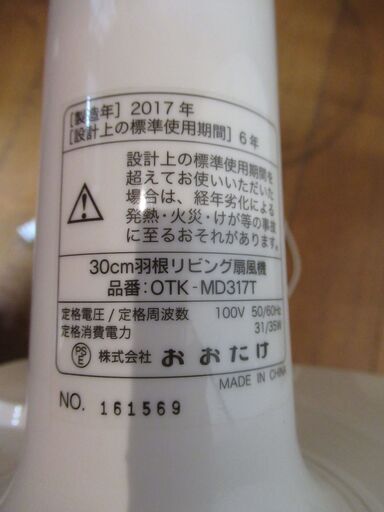 [製造年] 2017年
[設計上の標準使用期間] 6年
設計上の標準使用期間を
超えてお使いいただいた
場合は、経年劣化による
発熱・火災・けが等の事故
に至るおそれがあります。
30cm羽根リビング扇風機
品番:OTK-MD317T
定格電圧/定格周波数 100V 50/60Hz
定格消費電力 31/35W
PSE 株式会社 おおたけ
MADE IN CHINA
NO. 161569